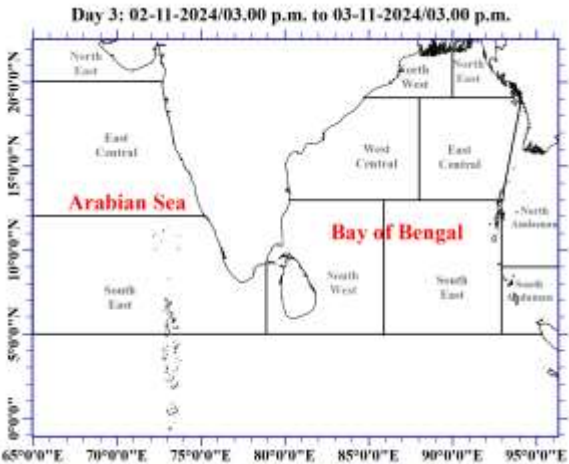 Day 3: 02-11-2024/03.00 p.m. to 03-11-2024/03.00 p.m.
North
East
North
West
North
East
20°0'0"N
East
Central
West
Central
East
Central
15°0'0"N
Arabian Sea
Bay of Bengal
North
Andaman
10°0'0"N
South
East
South
West
South
East
South
Andaman
5°0'0"N
0°0'0"
65°0'0"E
70°0'0"E
75°0'0"E
80°0'0"E
85°0'0"E
90°0'0"E
95°0'0"E